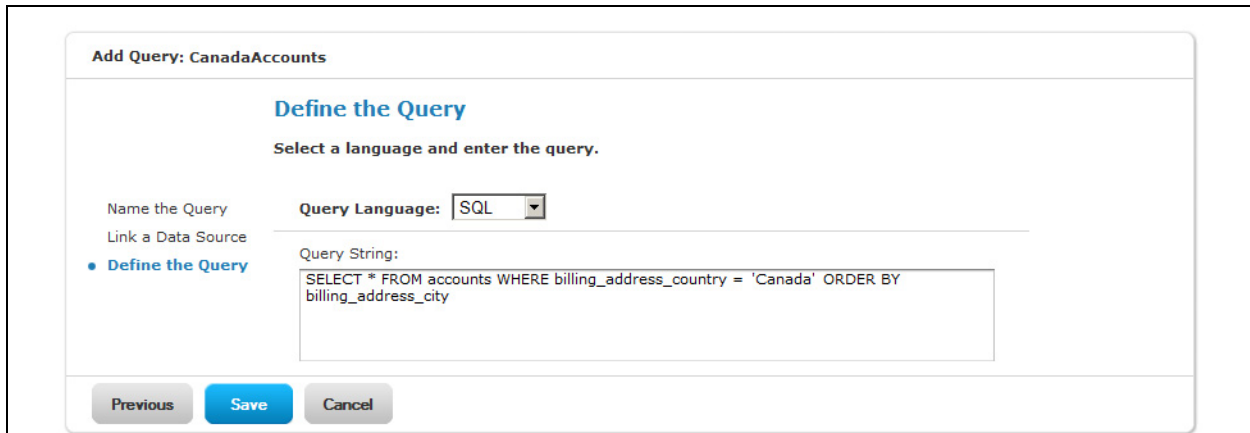 Add Query: CanadaAccounts
Define the Query
Select a language and enter the query.
Name the Query
Link a Data Source
• Define the Query
Query Language: SQL
Query String:
SELECT * FROM accounts WHERE billing_address_country = 'Canada' ORDER BY
billing_address_city
Previous Save Cancel